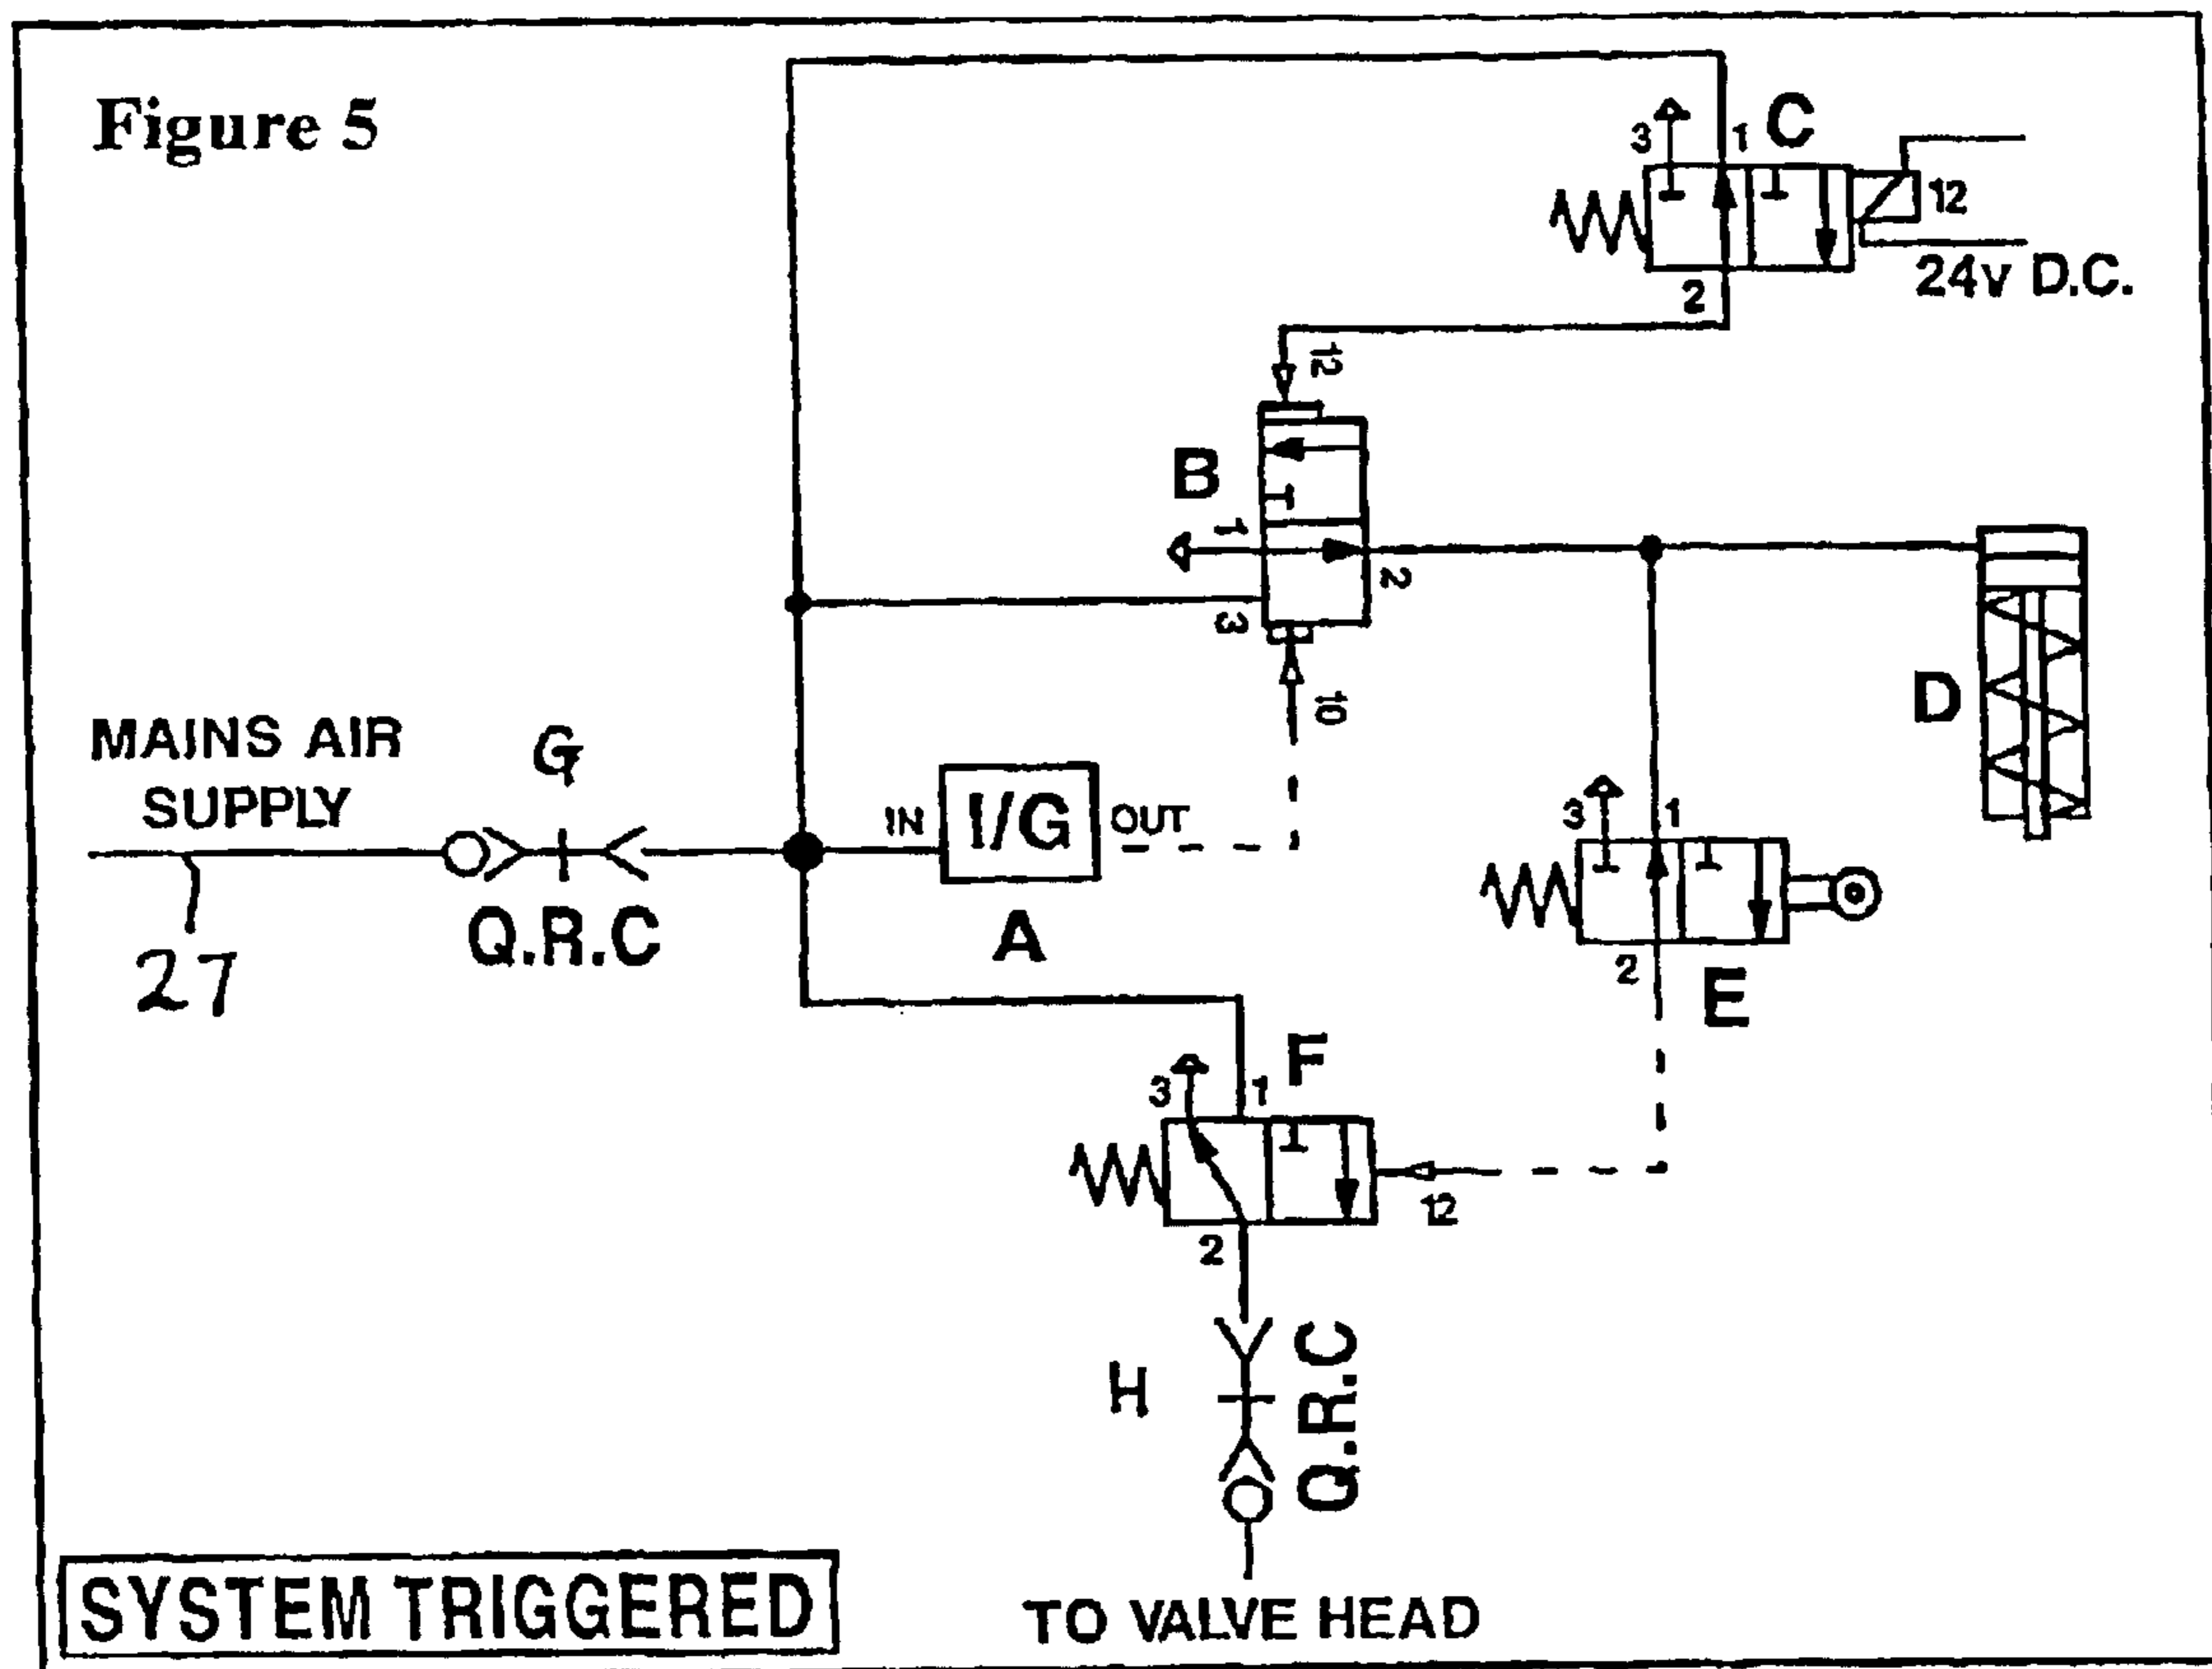 Figure 5
3
1
C
12
24V D.C.
2
12
B
1
2
3
10
D
MAINS AIR
SUPPLY
G
IN
I/G
OUT
3
1
Q.R.C
A
27
2
E
F
3
1
12
2
H
Q.R.C
SYSTEM TRIGGERED
TO VALVE HEAD